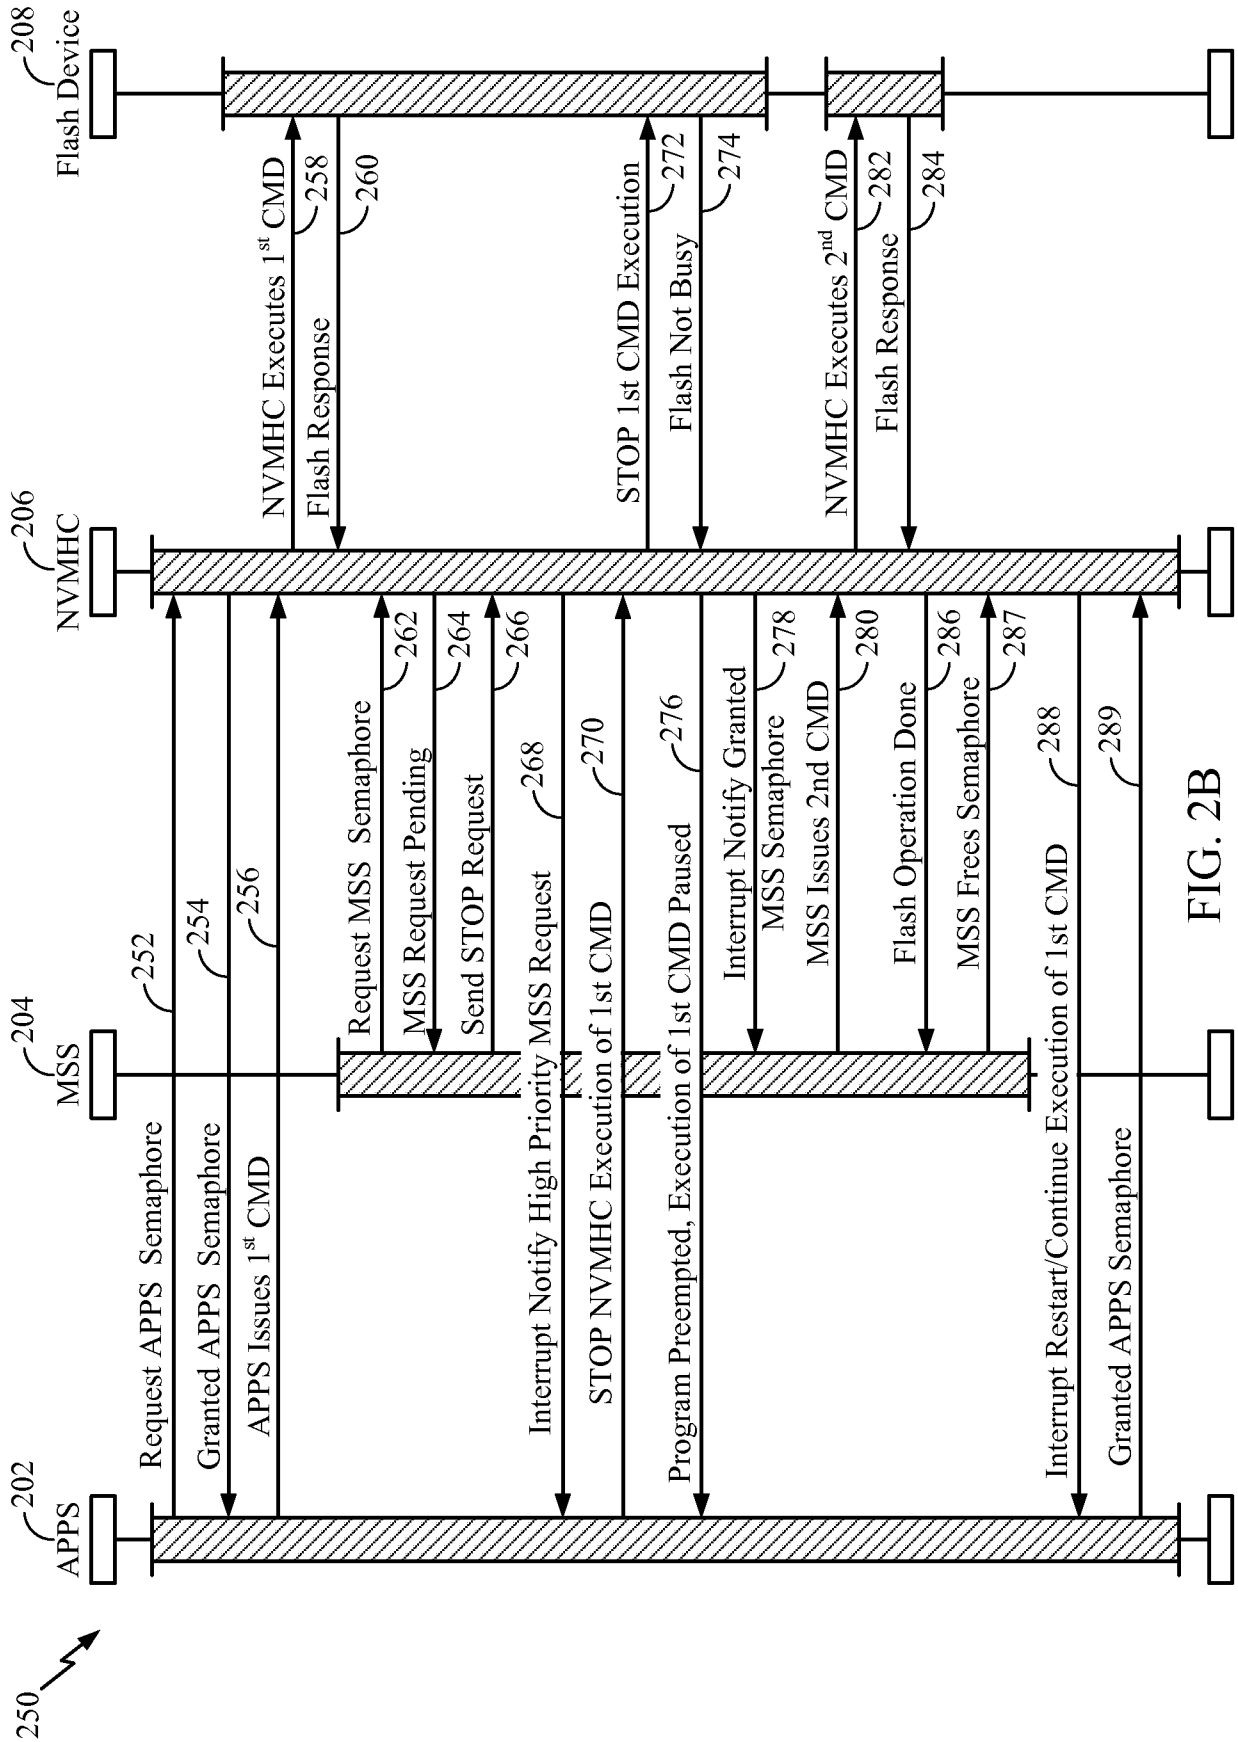 250
202
APPS
204
MSS
206
NVMHC
208
Flash Device
Request APPS Semaphore
252
Granted APPS Semaphore
254
APPS Issues 1st CMD
256
NVMHC Executes 1st CMD
258
Flash Response
260
Request MSS Semaphore
262
MSS Request Pending
264
Send STOP Request
266
Interrupt Notify High Priority MSS Request
268
STOP NVMHC Execution of 1st CMD
270
STOP 1st CMD Execution
272
Flash Not Busy
274
Program Preempted, Execution of 1st CMD Paused
276
Interrupt Notify Granted
MSS Semaphore
278
MSS Issues 2nd CMD
280
NVMHC Executes 2nd CMD
282
Flash Response
284
Flash Operation Done
286
MSS Frees Semaphore
287
Interrupt Restart/Continue Execution of 1st CMD
288
Granted APPS Semaphore
289
FIG. 2B